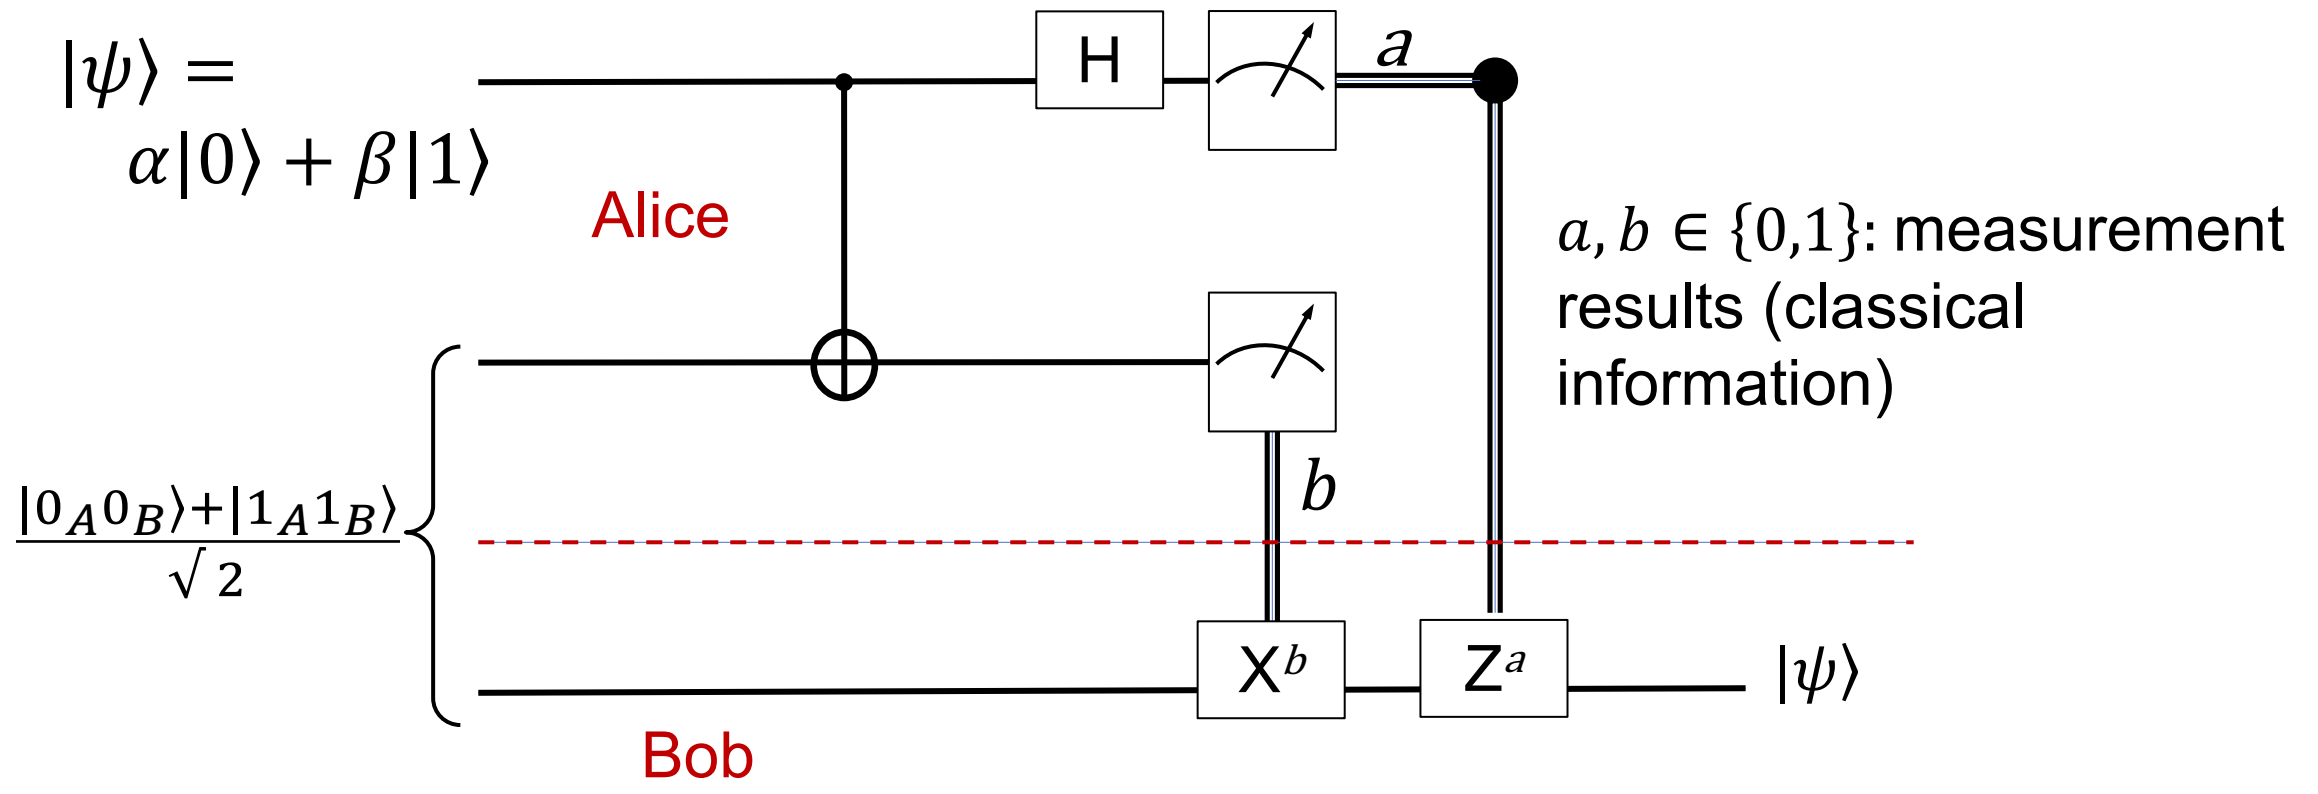 |ψ⟩ =
α|0⟩ + β|1⟩
H
a
Alice
a, b ∈ {0,1}: measurement
results (classical
information)
b
|0_A0_B⟩+|1_A1_B⟩
√2
X^b
Z^a
|ψ⟩
Bob